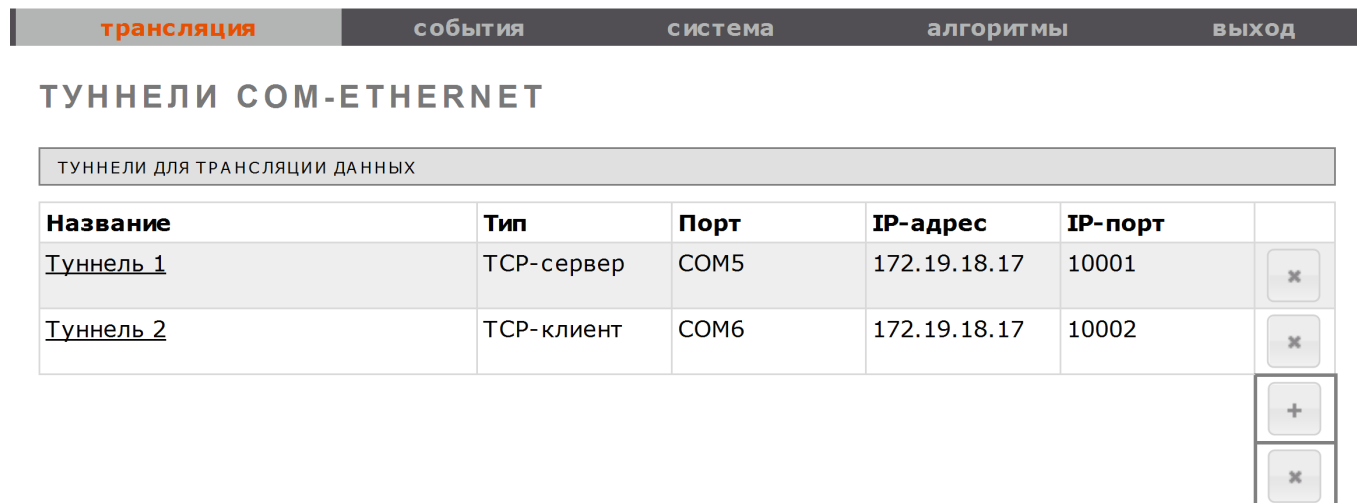 трансляция события система алгоритмы выход
ТУННЕЛИ COM-ETHERNET
ТУННЕЛИ ДЛЯ ТРАНСЛЯЦИИ ДАННЫХ
Название Тип Порт IP-адрес IP-порт
Туннель 1 TCP-сервер COM5 172.19.18.17 10001
Туннель 2 TCP-клиент COM6 172.19.18.17 10002